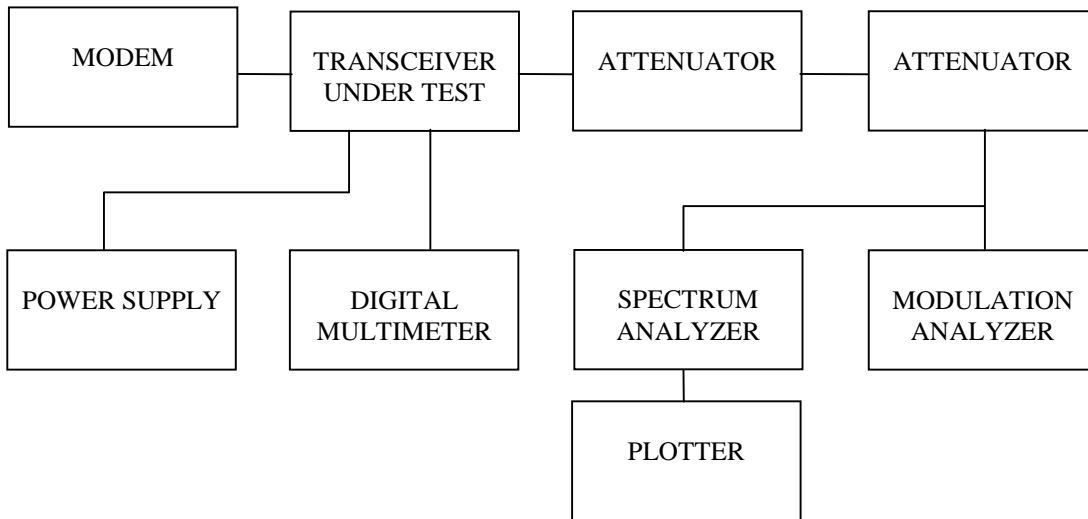 MODEM
TRANSCEIVER
UNDER TEST
ATTENUATOR
ATTENUATOR
POWER SUPPLY
DIGITAL
MULTIMETER
SPECTRUM
ANALYZER
MODULATION
ANALYZER
PLOTTER